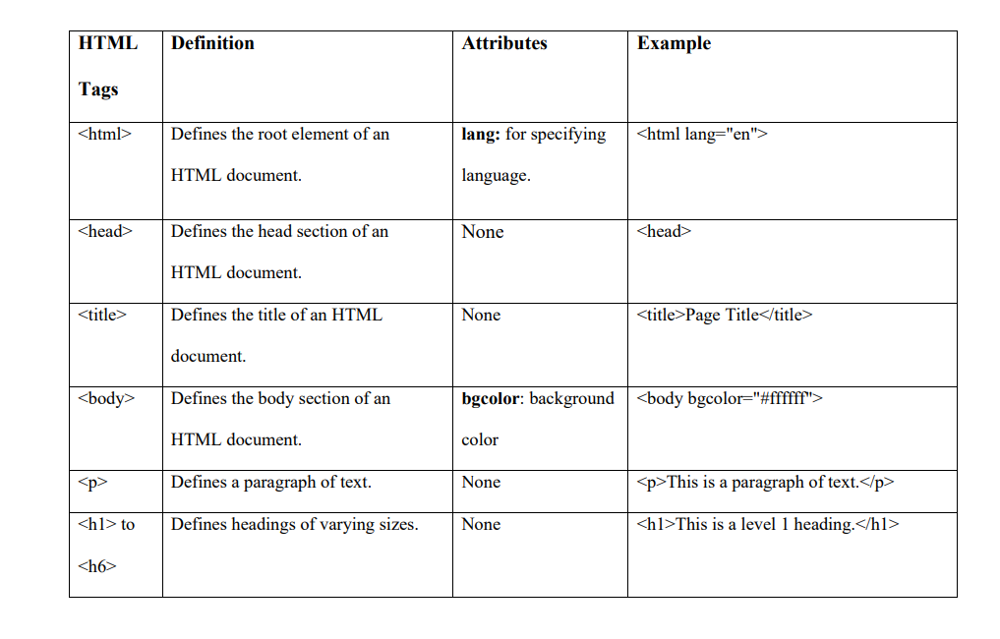 HTML Tags | Definition | Attributes | Example
<html> | Defines the root element of an HTML document. | lang: for specifying language. | <html lang="en">
<head> | Defines the head section of an HTML document. | None | <head>
<title> | Defines the title of an HTML document. | None | <title>Page Title</title>
<body> | Defines the body section of an HTML document. | bgcolor: background color | <body bgcolor="#ffffff">
<p> | Defines a paragraph of text. | None | <p>This is a paragraph of text.</p>
<h1> to <h6> | Defines headings of varying sizes. | None | <h1>This is a level 1 heading.</h1>